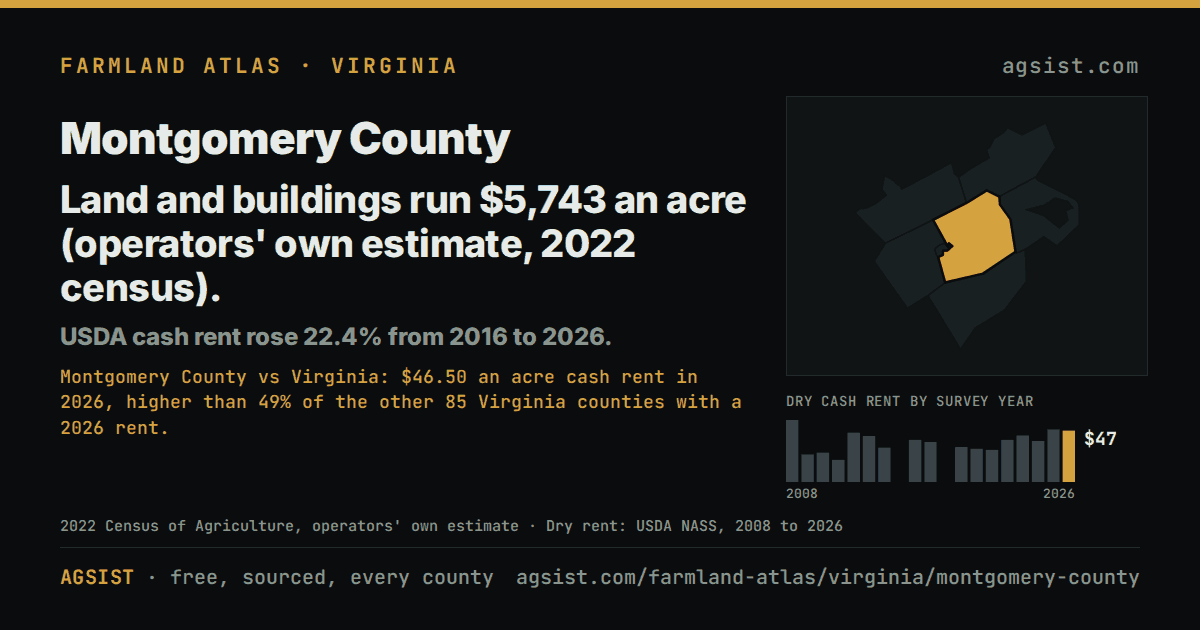 FARMLAND ATLAS · VIRGINIA
agsist.com
Montgomery County
Land and buildings run $5,743 an acre
(operators' own estimate, 2022
census).
USDA cash rent rose 22.4% from 2016 to 2026.
Montgomery County vs Virginia: $46.50 an acre cash rent in
2026, higher than 49% of the other 85 Virginia counties with a
2026 rent.
DRY CASH RENT BY SURVEY YEAR
$47
2008
2026
2022 Census of Agriculture, operators' own estimate · Dry rent: USDA NASS, 2008 to 2026
AGSIST · free, sourced, every county
agsist.com/farmland-atlas/virginia/montgomery-county